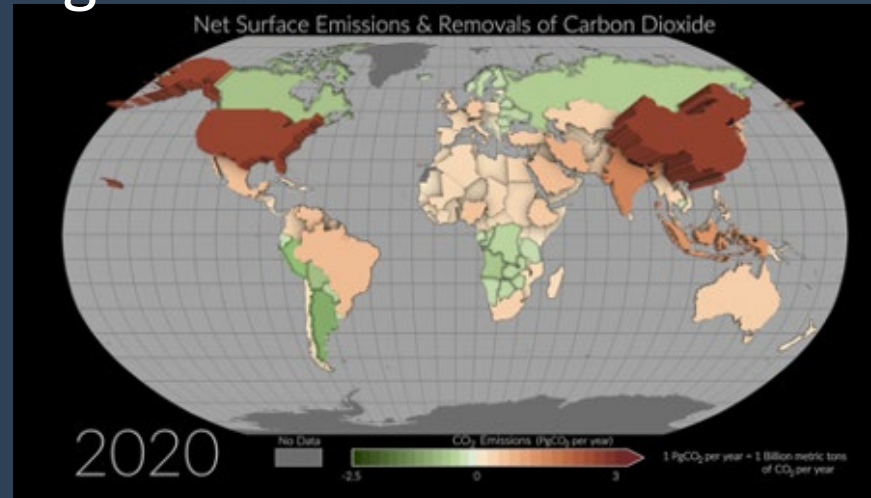 Net Surface Emissions & Removals of Carbon Dioxide
2020
No Data
CO₂ Emissions (PgCO₂ per year)
-2.5 0 3
1 PgCO₂ per year = 1 Billion metric tons
of CO₂ per year